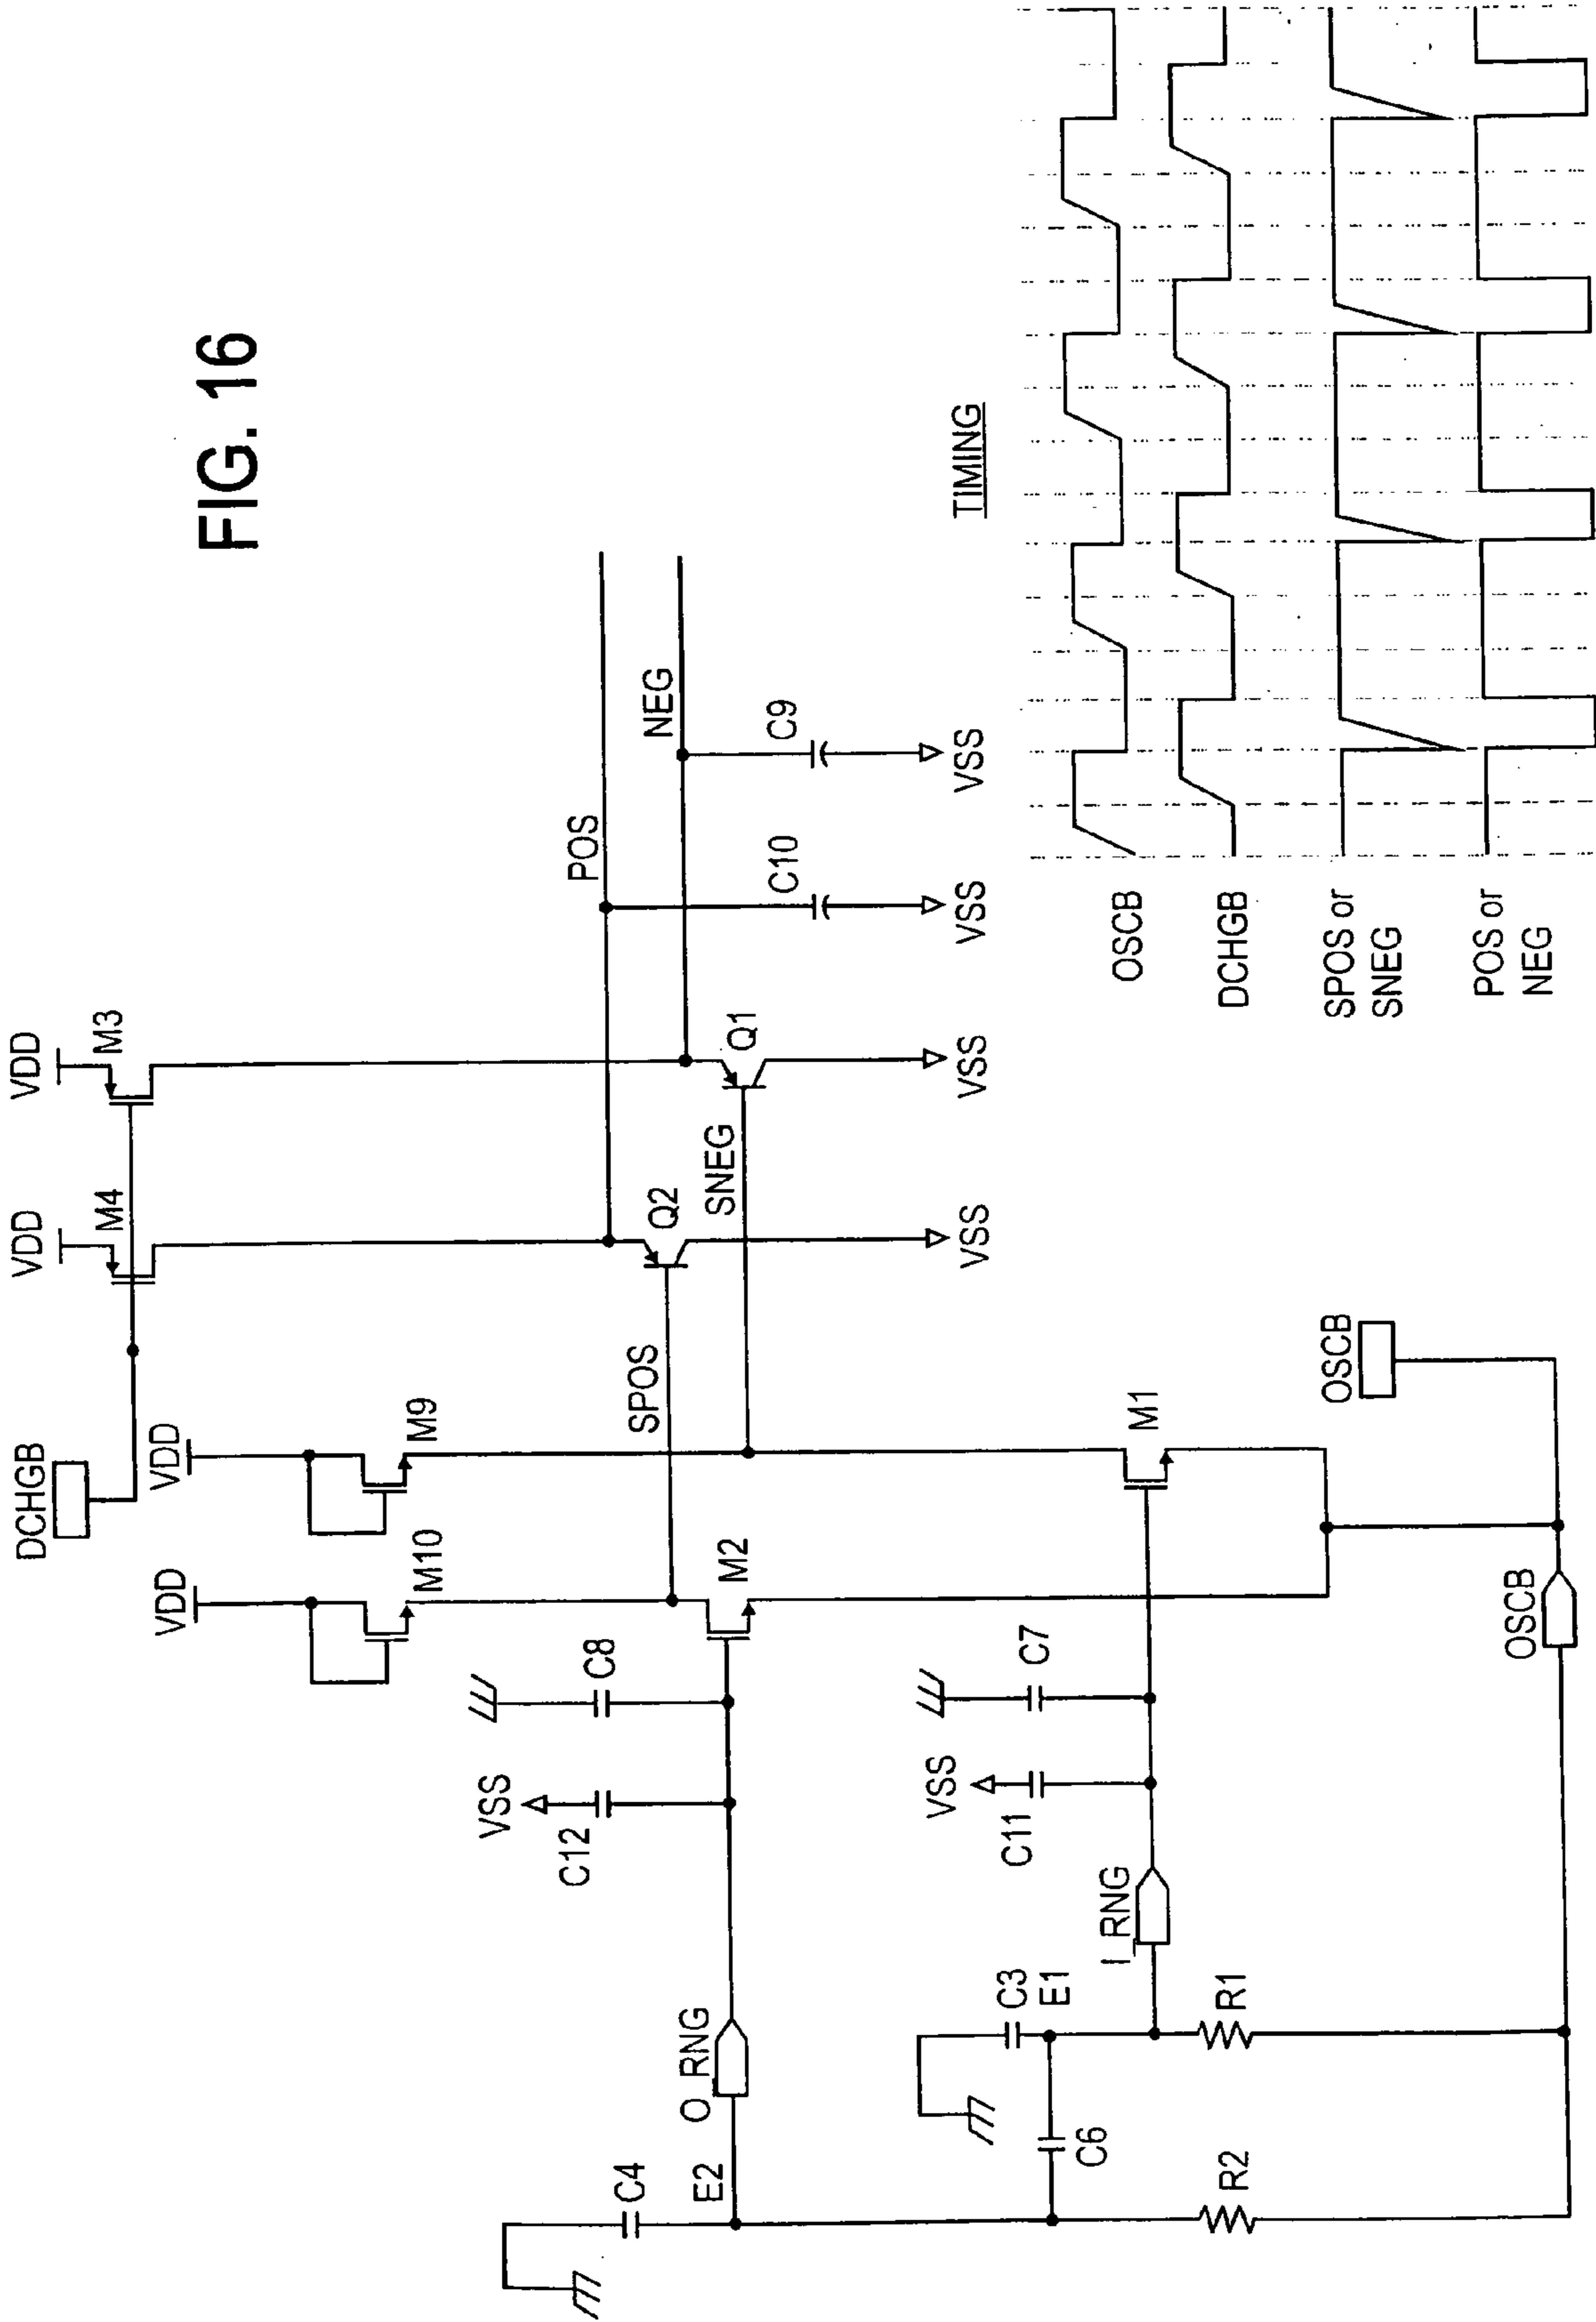 FIG. 16
DCHGB
VDD
M4
VDD
M3
VDD
M10
VDD
M9
SPOS
Q2
SNEG
Q1
POS
NEG
C10
C9
VSS
VSS
VSS
VSS
C4
E2
O_RNG
VSS
C12
C8
M2
C3
E1
I_RNG
VSS
C11
C7
M1
C6
R2
R1
OSCB
OSCB
TIMING
OSCB
DCHGB
SPOS or
SNEG
POS or
NEG